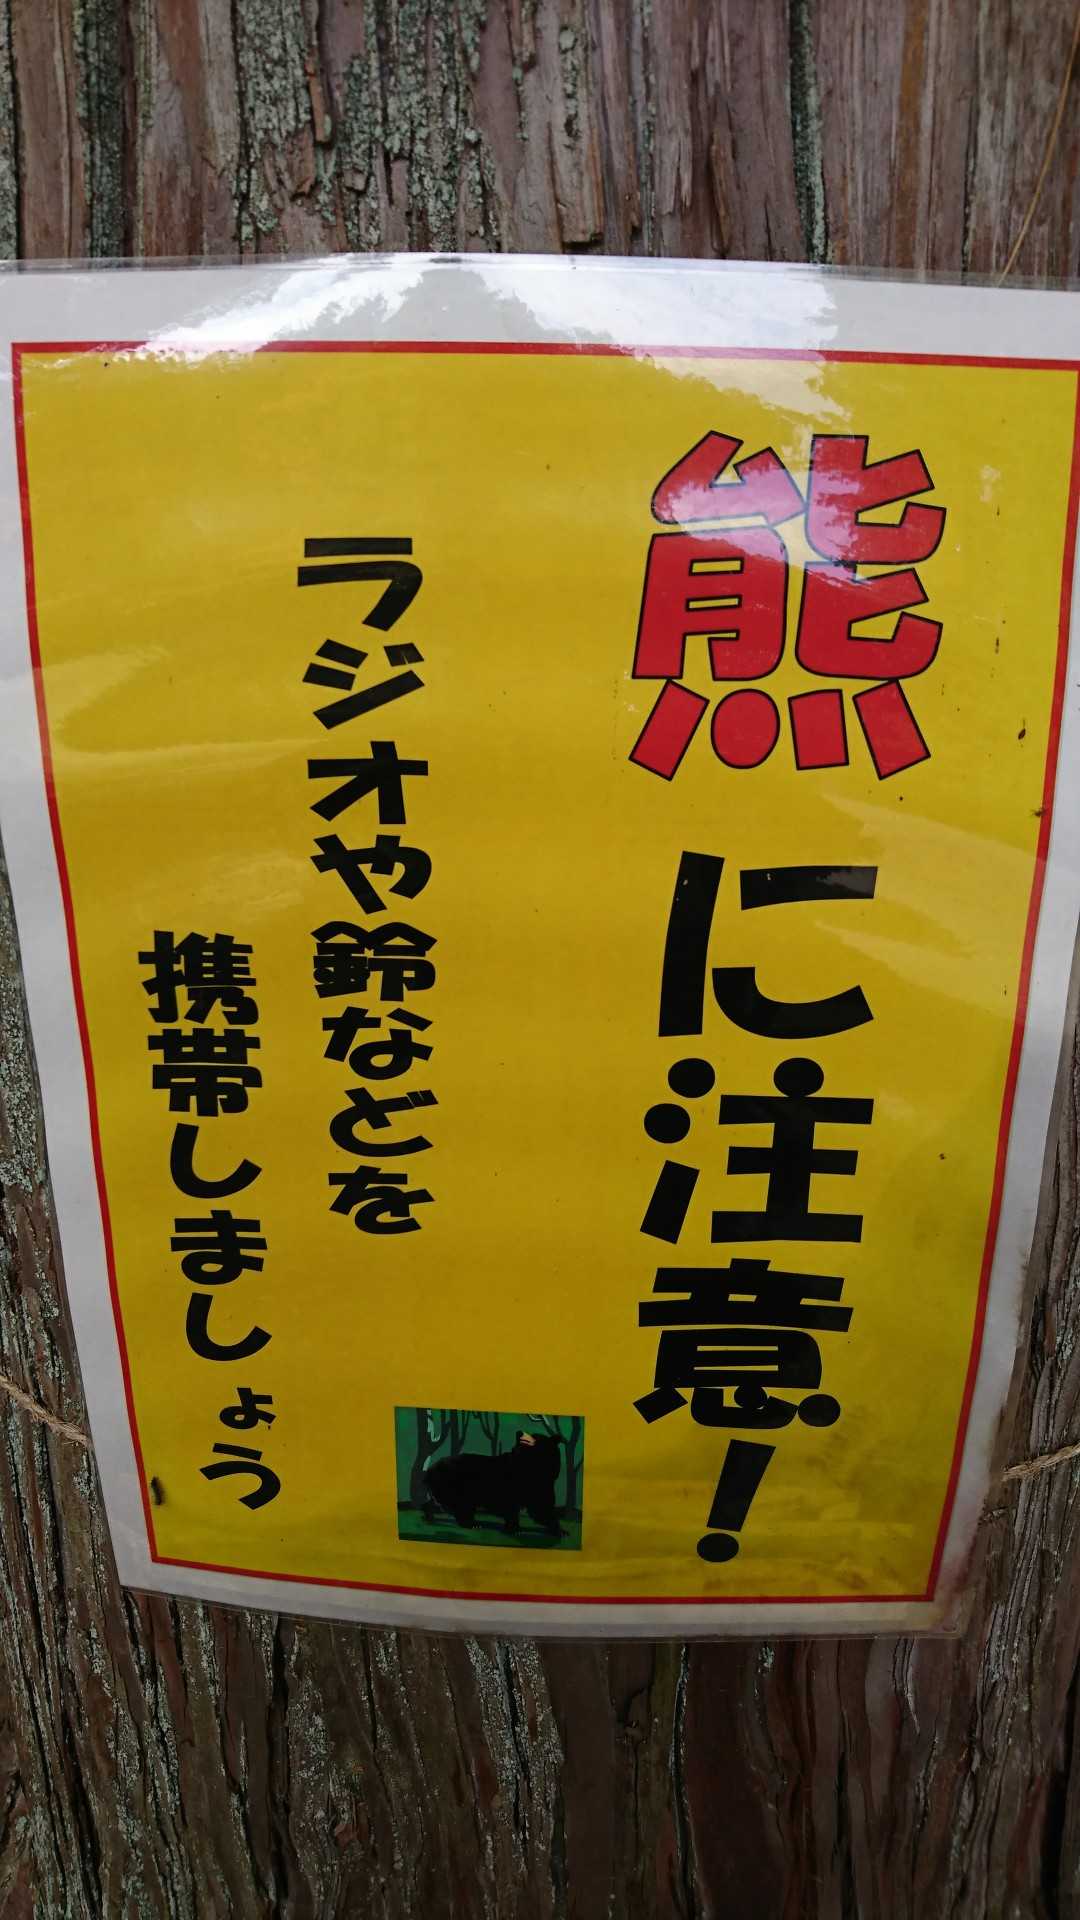 熊に注意！
ラジオや鈴などを
携帯しましょう